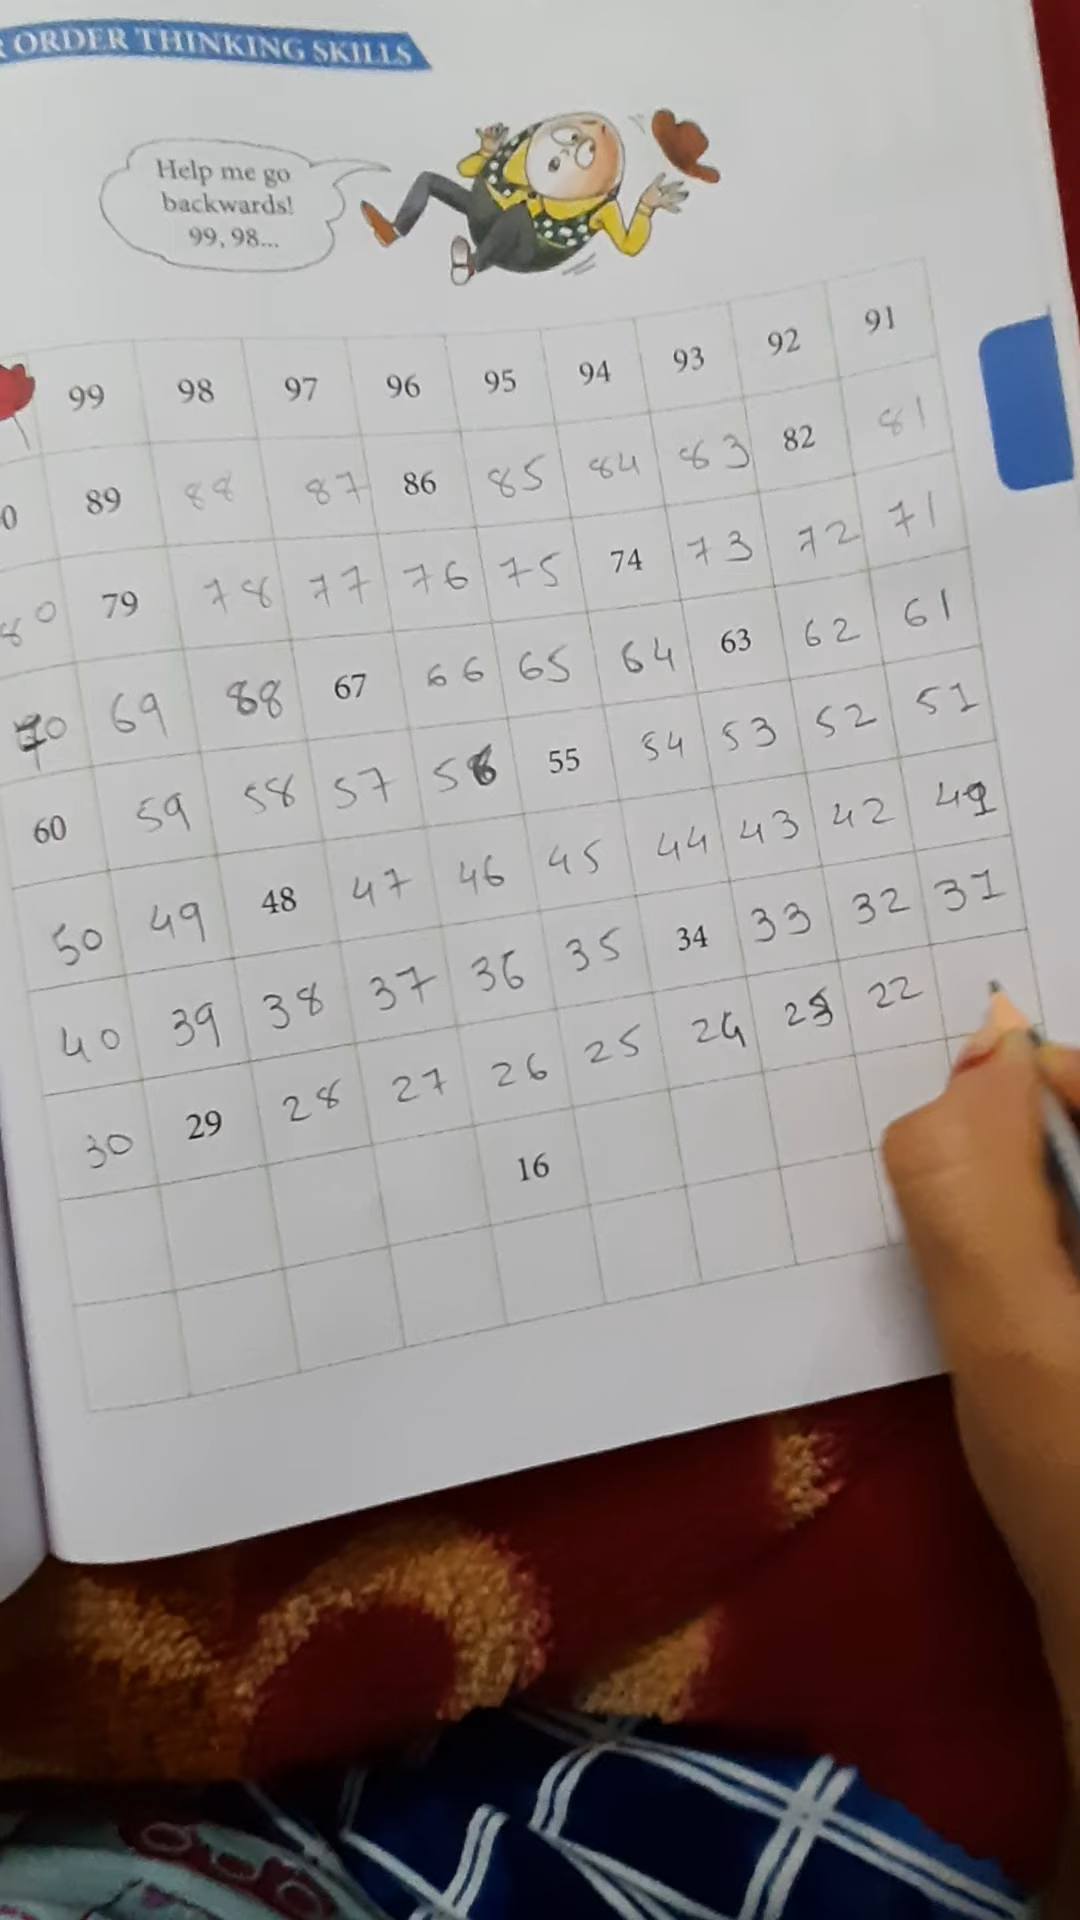 ORDER THINKING SKILLS
Help me go
backwards!
99, 98...
99 98 97 96 95 94 93 92 91
0 89 88 87 86 85 84 83 82 81
80 79 78 77 76 75 74 73 72 71
70 69 88 67 66 65 64 63 62 61
60 59 58 57 56 55 54 53 52 51
50 49 48 47 46 45 44 43 42 41
40 39 38 37 36 35 34 33 32 31
30 29 28 27 26 25 24 23 22
16